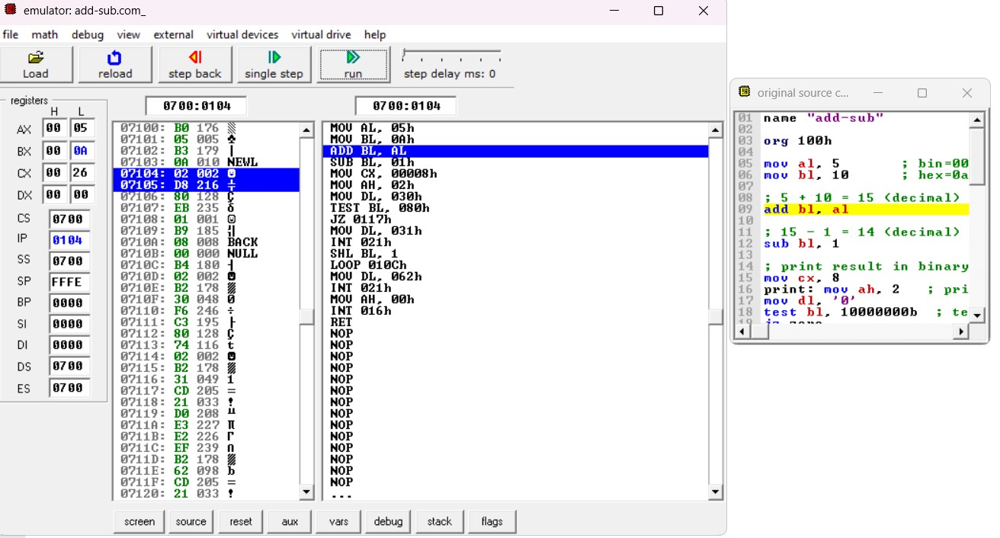 emulator: add-sub.com_
file math debug view external virtual devices virtual drive help
Load reload step back single step run step delay ms: 0
registers
H L
0700:0104 0700:0104
AX 00 05
BX 00 0A
CX 00 26
DX 00 00
CS 0700
IP 0104
SS 0700
SP FFFE
BP 0000
SI 0000
DI 0000
DS 0700
ES 0700
07100: B0 176 ▒
07101: 05 005 ♣
07102: B3 179 │
07103: 0A 010 NEWL
07104: 02 002 ☻
07105: D8 216 ╪
07106: 80 128 Ç
07107: EB 235 δ
07108: 01 001 ☺
07109: B9 185 ╣
0710A: 08 008 BACK
0710B: 00 000 NULL
0710C: B4 180 ┤
0710D: 02 002 ☻
0710E: B2 178 ▓
0710F: 30 048 0
07110: F6 246 ÷
07111: C3 195 ├
07112: 80 128 Ç
07113: 74 116 t
07114: 02 002 ☻
07115: B2 178 ▓
07116: 31 049 1
07117: CD 205 ═
07118: 21 033 !
07119: D0 208 ╨
0711A: E3 227 π
0711B: E2 226 Γ
0711C: EF 239 ∩
0711D: B2 178 ▓
0711E: 62 098 b
0711F: CD 205 ═
07120: 21 033 !
MOV AL, 05h
MOV BL, 0Ah
ADD BL, AL
SUB BL, 01h
MOV CX, 00008h
MOV AH, 02h
MOV DL, 030h
TEST BL, 080h
JZ 0117h
MOV DL, 031h
INT 021h
SHL BL, 1
LOOP 010Ch
MOV DL, 062h
INT 021h
MOV AH, 00h
INT 016h
RET
NOP
NOP
NOP
NOP
NOP
NOP
NOP
NOP
NOP
NOP
NOP
NOP
NOP
NOP
...
screen source reset aux vars debug stack flags
original source c...
01 name "add-sub"
02
03 org 100h
04
05 mov al, 5 ; bin=00
06 mov bl, 10 ; hex=0a
07
08 ; 5 + 10 = 15 (decimal)
09 add bl, al
10
11 ; 15 - 1 = 14 (decimal)
12 sub bl, 1
13
14 ; print result in binary
15 mov cx, 8
16 print: mov ah, 2 ; pri
17 mov dl, '0'
18 test bl, 10000000b ; te